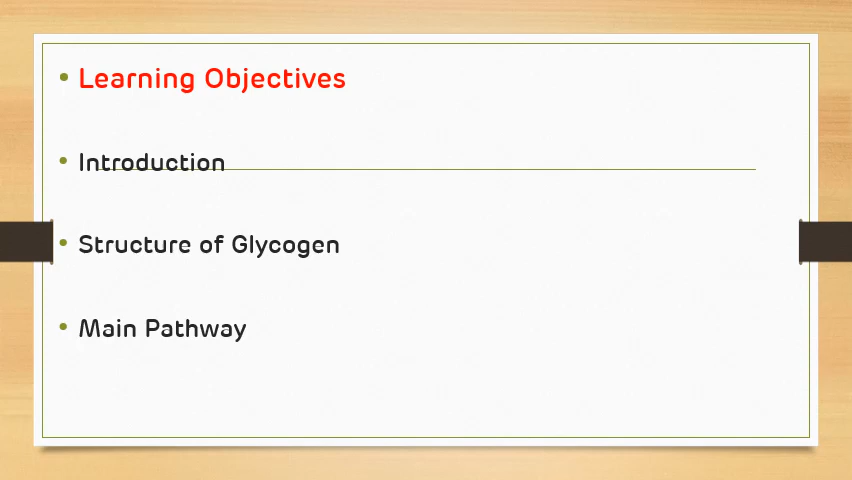 • Learning Objectives
• Introduction
• Structure of Glycogen
• Main Pathway